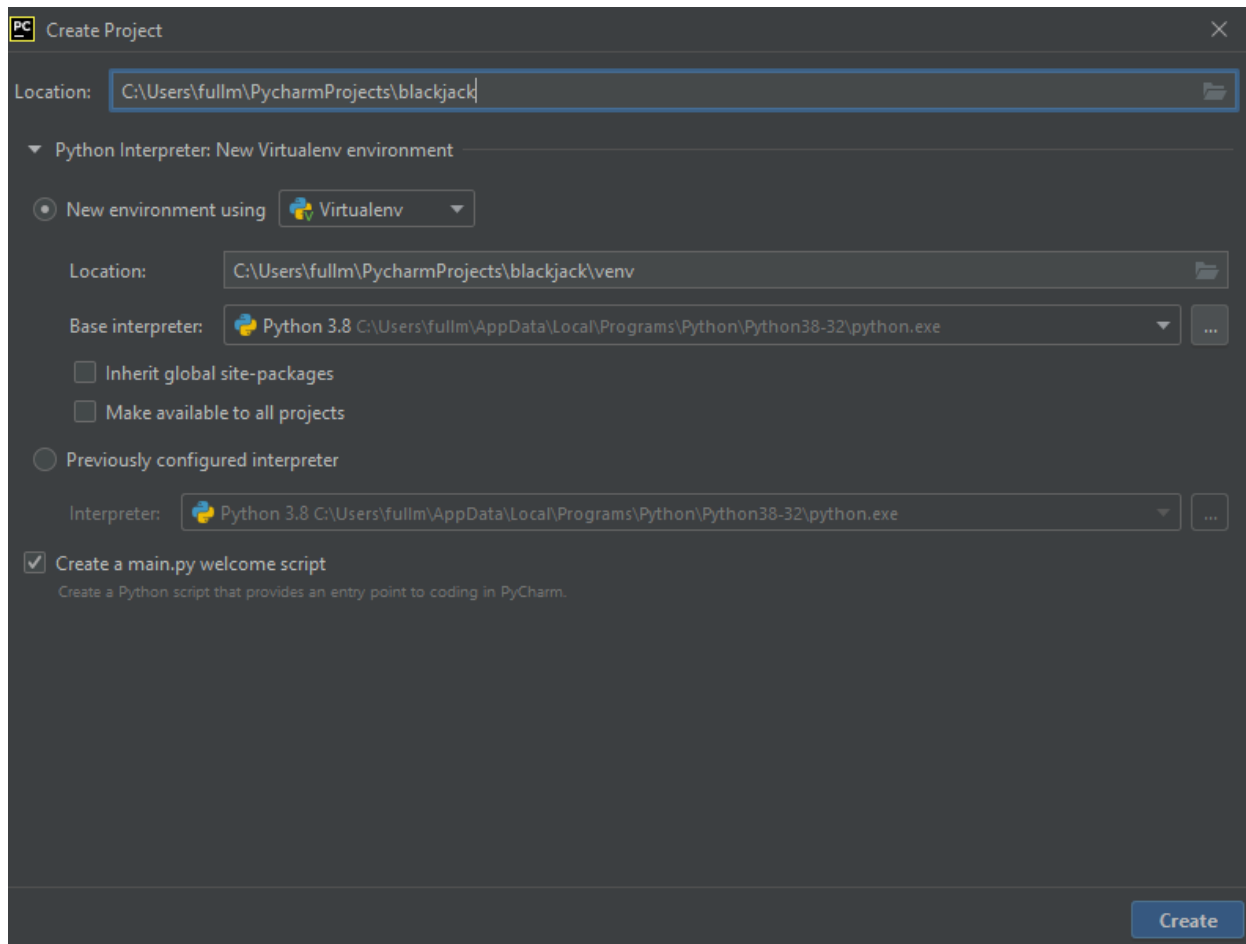 PC Create Project
Location: C:\Users\fullm\PycharmProjects\blackjack
Python Interpreter: New Virtualenv environment
New environment using Virtualenv
Location: C:\Users\fullm\PycharmProjects\blackjack\venv
Base interpreter: Python 3.8 C:\Users\fullm\AppData\Local\Programs\Python\Python38-32\python.exe ...
Inherit global site-packages
Make available to all projects
Previously configured interpreter
Interpreter: Python 3.8 C:\Users\fullm\AppData\Local\Programs\Python\Python38-32\python.exe ...
Create a main.py welcome script
Create a Python script that provides an entry point to coding in PyCharm.
Create